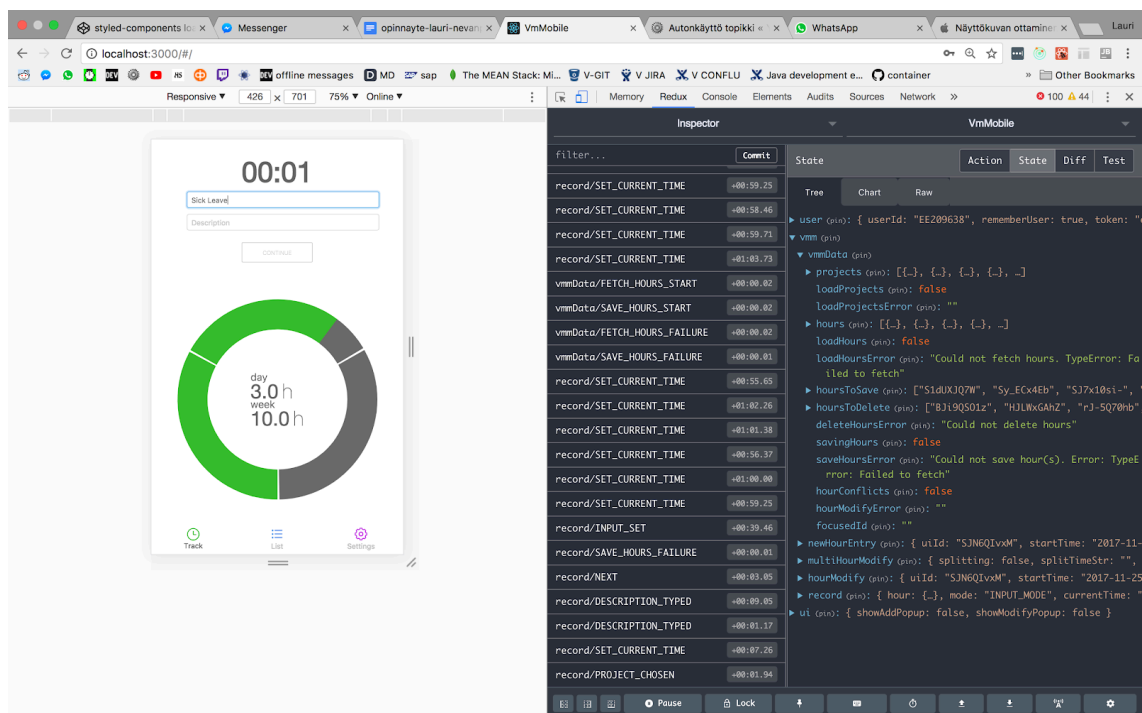 styled-components lo
Messenger
opinnayte-lauri-nevanp
VmMobile
Autonkäyttö topikki «
WhatsApp
Näyttökuvan ottamine
Lauri
localhost:3000/#/
DEV
HS
DEV offline messages
MD
sap
The MEAN Stack: Mi...
V-GIT
V JIRA
V CONFLU
Java development e...
container
»
Other Bookmarks
Responsive ▼ 426 x 701 75% ▼ Online ▼
Memory Redux Console Elements Audits Sources Network » 100 44
Inspector VmMobile
filter... Commit
State Action State Diff Test
Tree Chart Raw
00:01
Sick Leave
Description
CONTINUE
day
3.0 h
week
10.0 h
Track List Settings
record/SET_CURRENT_TIME +00:59.25
record/SET_CURRENT_TIME +00:58.46
record/SET_CURRENT_TIME +00:59.71
record/SET_CURRENT_TIME +01:03.73
vmmData/FETCH_HOURS_START +00:00.02
vmmData/SAVE_HOURS_START +00:00.02
vmmData/FETCH_HOURS_FAILURE +00:00.02
vmmData/SAVE_HOURS_FAILURE +00:00.01
record/SET_CURRENT_TIME +00:55.65
record/SET_CURRENT_TIME +01:02.26
record/SET_CURRENT_TIME +01:01.38
record/SET_CURRENT_TIME +00:56.37
record/SET_CURRENT_TIME +01:00.00
record/SET_CURRENT_TIME +00:59.25
record/INPUT_SET +00:39.46
record/SAVE_HOURS_FAILURE +00:00.01
record/NEXT +00:03.05
record/DESCRIPTION_TYPED +00:09.05
record/DESCRIPTION_TYPED +00:01.17
record/SET_CURRENT_TIME +00:07.26
record/PROJECT_CHOSEN +00:01.94
user (pin): { userId: "EE209638", rememberUser: true, token: "
vmm (pin)
vmmData (pin)
projects (pin): [{…}, {…}, {…}, {…}, …]
loadProjects (pin): false
loadProjectsError (pin): ""
hours (pin): [{…}, {…}, {…}, {…}, …]
loadHours (pin): false
loadHoursError (pin): "Could not fetch hours. TypeError: Fa
iled to fetch"
hoursToSave (pin): ["S1dUXJQ7W", "Sy_ECx4Eb", "SJ7x10si-", "
hoursToDelete (pin): ["BJi9QSO1z", "HJLWxGAhZ", "rJ-5Q70hb"
deleteHoursError (pin): "Could not delete hours"
savingHours (pin): false
saveHoursError (pin): "Could not save hour(s). Error: TypeE
rror: Failed to fetch"
hourConflicts (pin): false
hourModifyError (pin): ""
focusedId (pin): ""
newHourEntry (pin): { uiId: "SJN6QIvxM", startTime: "2017-11-
multiHourModify (pin): { splitting: false, splitTimeStr: "",
hourModify (pin): { uiId: "SJN6QIvxM", startTime: "2017-11-25
record (pin): { hour: {…}, mode: "INPUT_MODE", currentTime: "
ui (pin): { showAddPopup: false, showModifyPopup: false }
Pause Lock